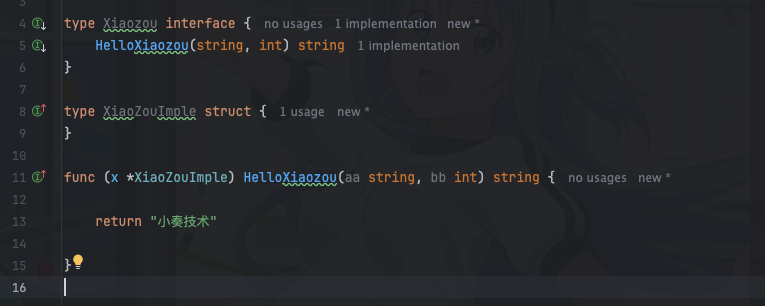 3
4 type Xiaozou interface { no usages 1 implementation new *
5 HelloXiaozou(string, int) string 1 implementation
6 }
7
8 type XiaoZouImple struct { 1 usage new *
9 }
10
11 func (x *XiaoZouImple) HelloXiaozou(aa string, bb int) string { no usages new *
12
13 return "小奏技术"
14
15 }
16